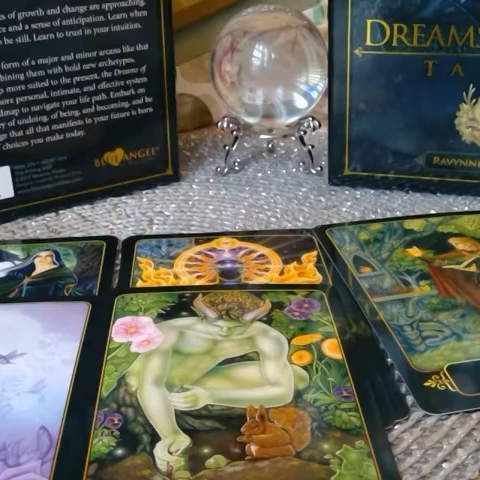 es of growth and change are approaching,
ce and a sense of anticipation. Learn when
o be still. Learn to trust in your intuition.
form of a major and minor arcana like that
bining them with bold new archetypes,
s more suited to the present, the Dreams of
more personal, intimate, and effective system
dmap to navigate your life path. Embark on
y of undoing, of being, and becoming, and be
ge that all that manifests in your future is born
choices you make today.
BLUE ANGEL
DREAMS
TA
RAVYNNE